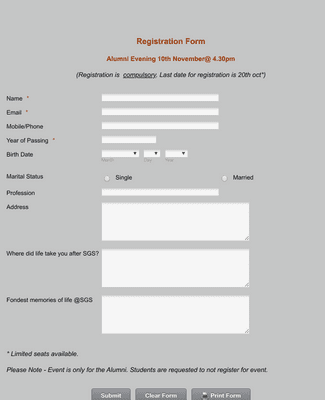 Registration Form
Alumni Evening 10th November@ 4.30pm
(Registration is compulsory. Last date for registration is 20th oct*)
Name *
Email *
Mobile/Phone
Year of Passing *
Birth Date
Month Day Year
Marital Status Single Married
Profession
Address
Where did life take you after SGS?
Fondest memories of life @SGS
* Limited seats available.
Please Note - Event is only for the Alumni. Students are requested to not register for event.
Submit Clear Form Print Form